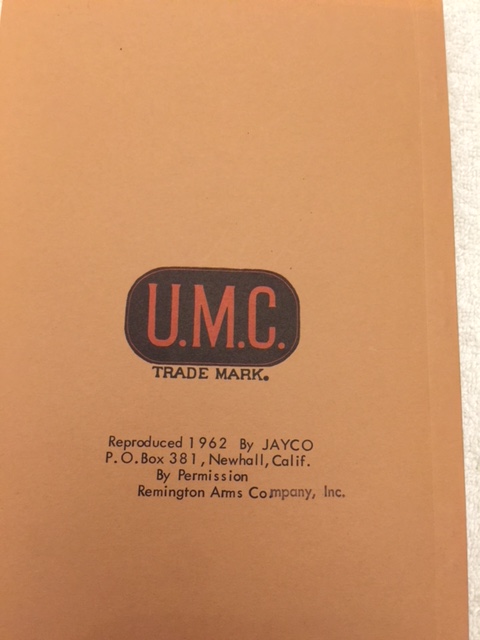 U.M.C.
TRADE MARK.
Reproduced 1962 By JAYCO
P.O.Box 381, Newhall, Calif.
By Permission
Remington Arms Company, Inc.